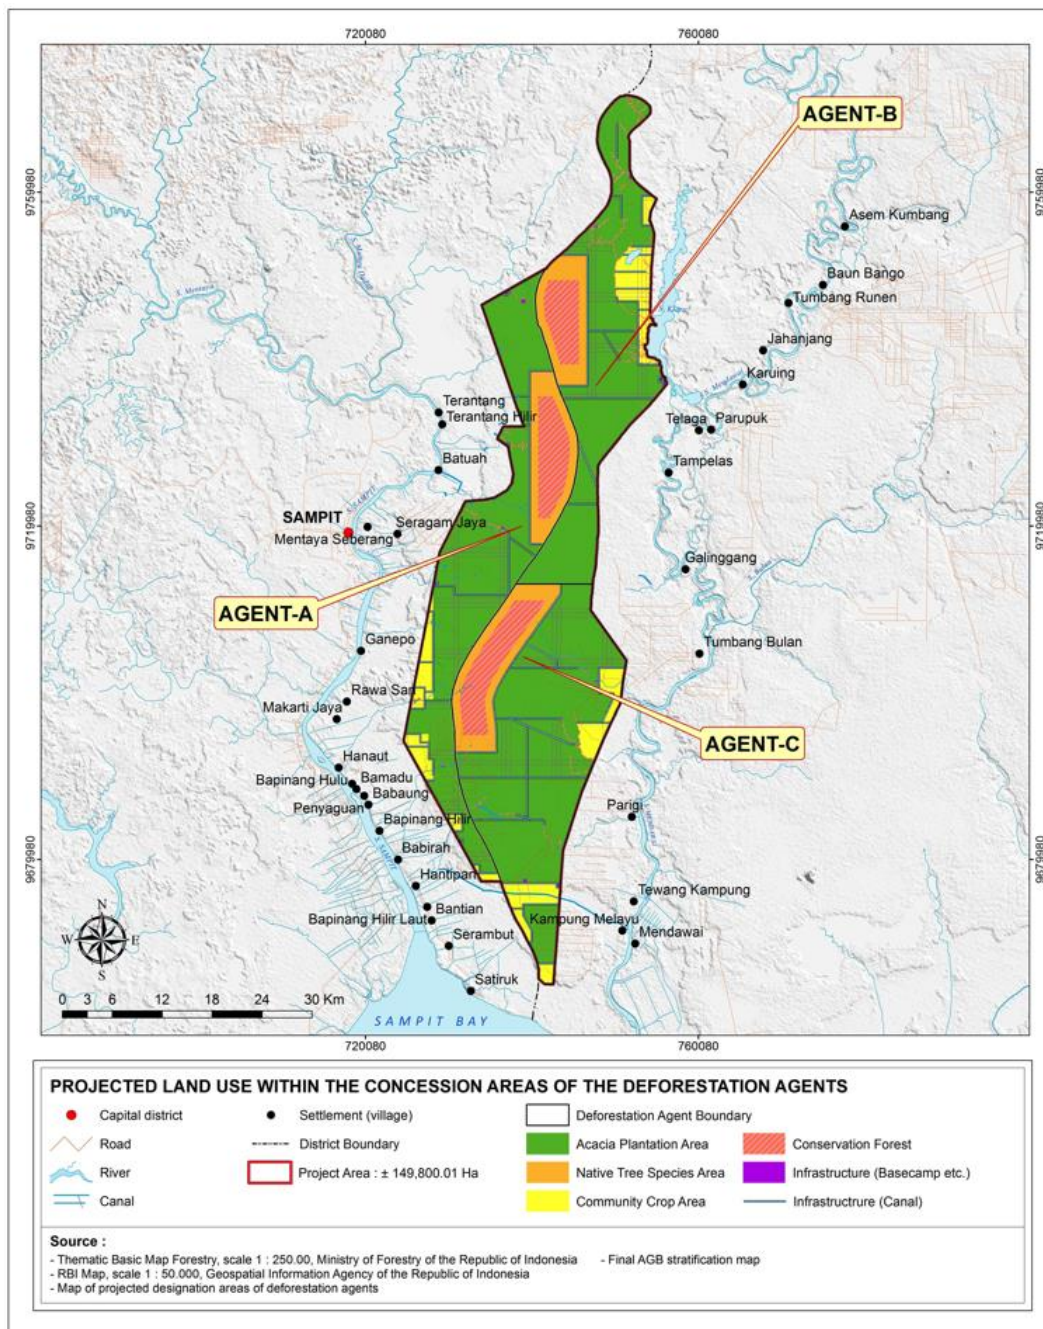 720080
760080
AGENT-B
9759980
9759980
Asem Kumbang
Baun Bango
Mentaya
Tumbang Runen
Jahanjang
Karuing
Terantang
Terantang Hilir
Telaga
Parupuk
Batuah
Tampelas
S. SAMPIT
SAMPIT
Seragam Jaya
Mentaya Seberang
9719980
9719980
Galinggang
AGENT-A
Ganepo
Tumbang Bulan
Rawa Sari
Makarti Jaya
AGENT-C
Hanaut
Bapinang Hulu
Bamadu
Babaung
Penyaguan
Parigi
Bapinang Hilir
S. SAMPIT
Babirah
9679980
9679980
Hantipan
Tewang Kampung
Bantian
Bapinang Hilir Laut
Kampung Melayu
Mendawai
Serambut
N
W E
S
Satiruk
0 3 6 12 18 24 30 Km
SAMPIT BAY
720080
760080
PROJECTED LAND USE WITHIN THE CONCESSION AREAS OF THE DEFORESTATION AGENTS
Capital district
Settlement (village)
Deforestation Agent Boundary
Road
District Boundary
Acacia Plantation Area
Conservation Forest
River
Project Area : ± 149,800.01 Ha
Native Tree Species Area
Infrastructure (Basecamp etc.)
Canal
Community Crop Area
Infrastrructure (Canal)
Source :
- Thematic Basic Map Forestry, scale 1 : 250.00, Ministry of Forestry of the Republic of Indonesia
- Final AGB stratification map
- RBI Map, scale 1 : 50.000, Geospatial Information Agency of the Republic of Indonesia
- Map of projected designation areas of deforestation agents